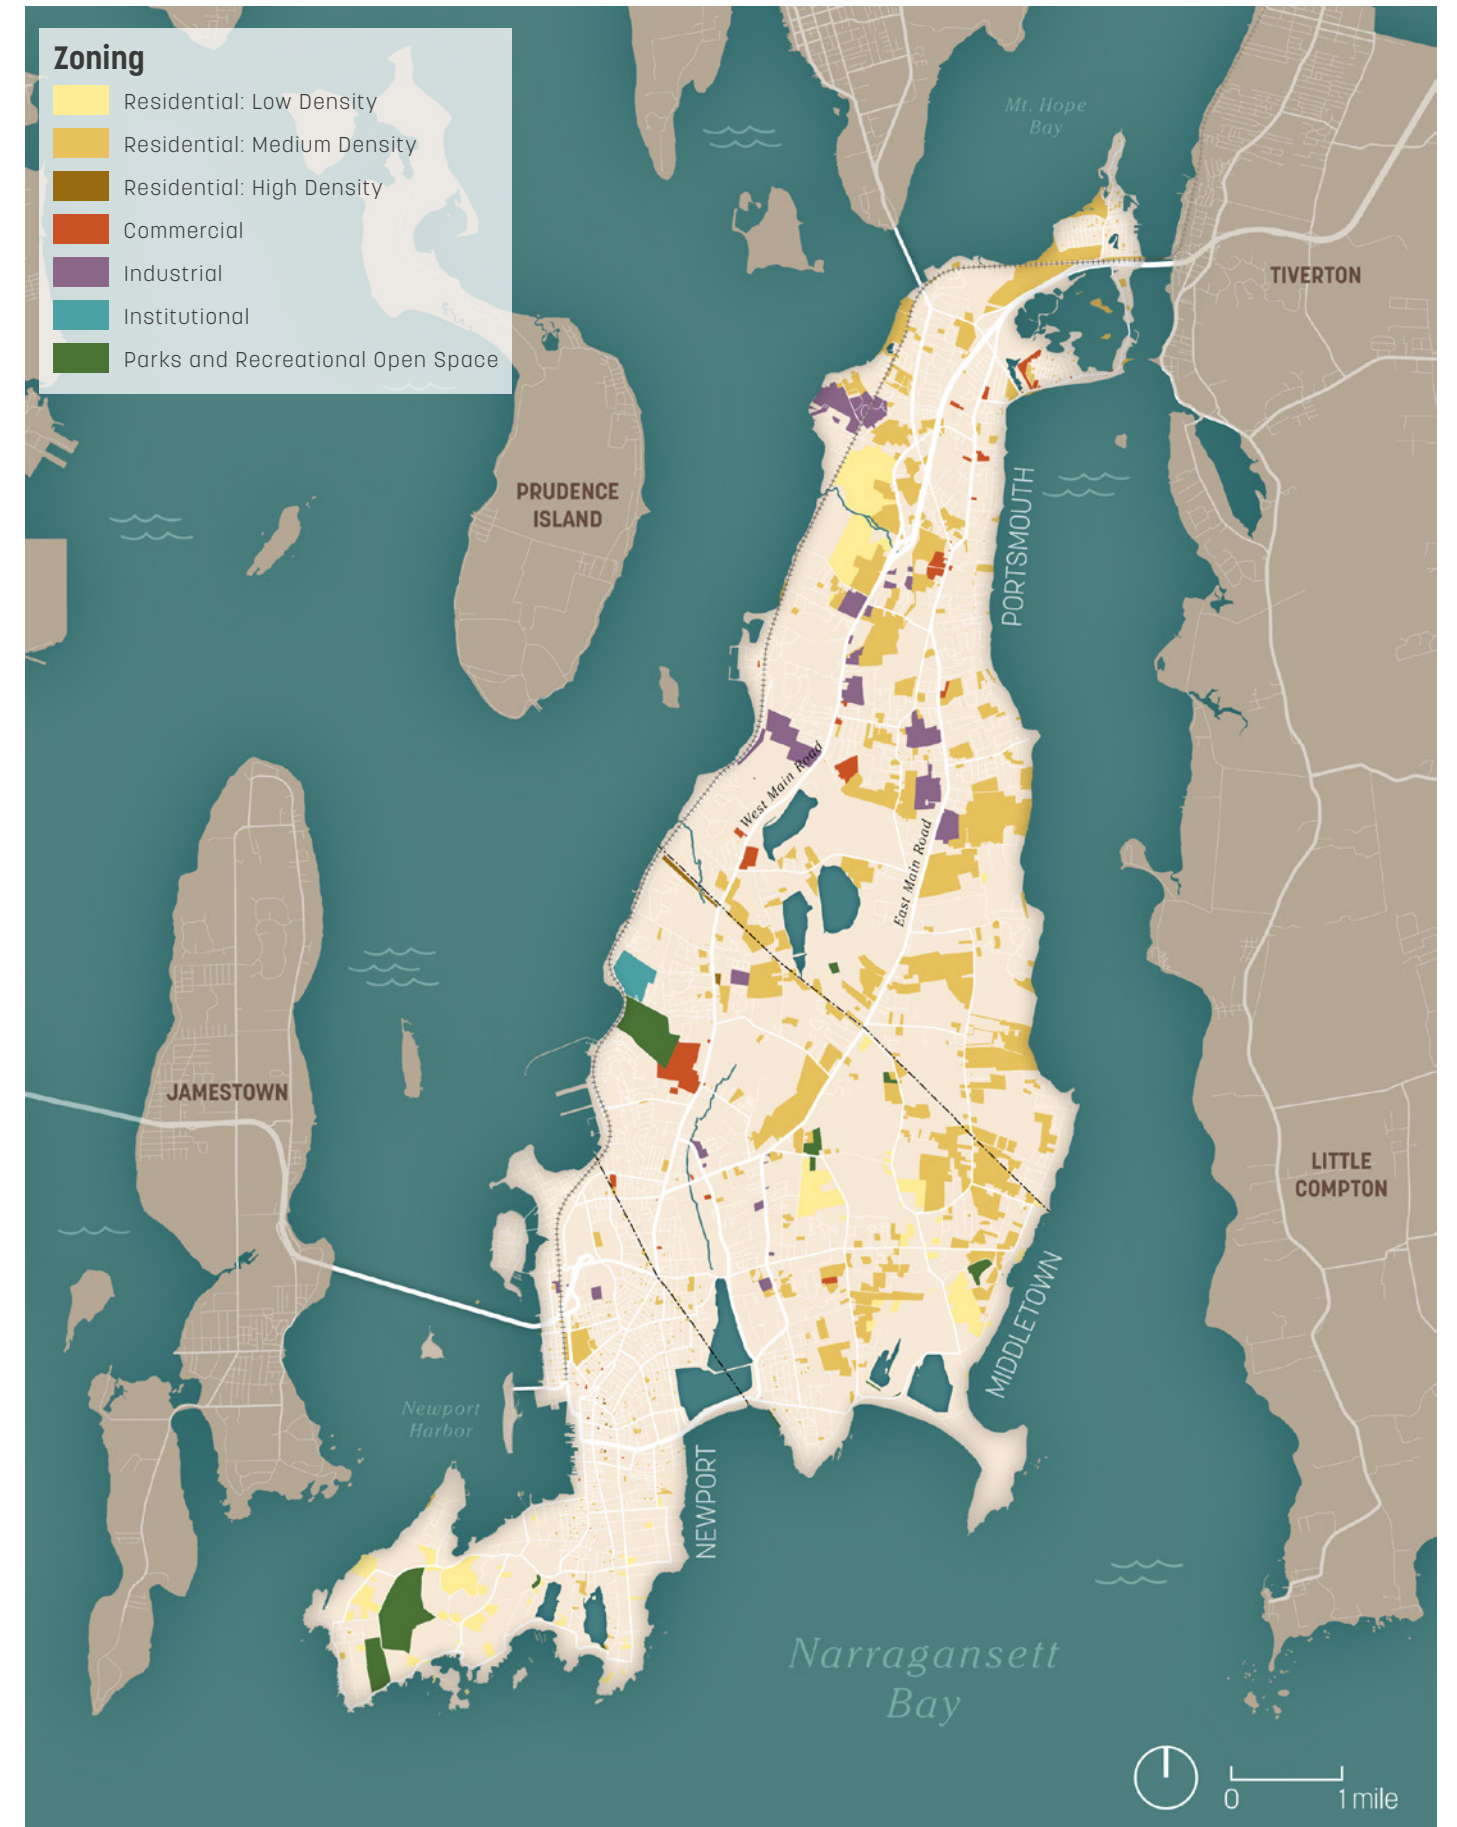 Zoning
Residential: Low Density
Residential: Medium Density
Residential: High Density
Commercial
Industrial
Institutional
Parks and Recreational Open Space
Mt. Hope
Bay
TIVERTON
PRUDENCE
ISLAND
PORTSMOUTH
West Main Road
East Main Road
JAMESTOWN
LITTLE
COMPTON
MIDDLETOWN
Newport
Harbor
NEWPORT
Narragansett
Bay
0 1 mile